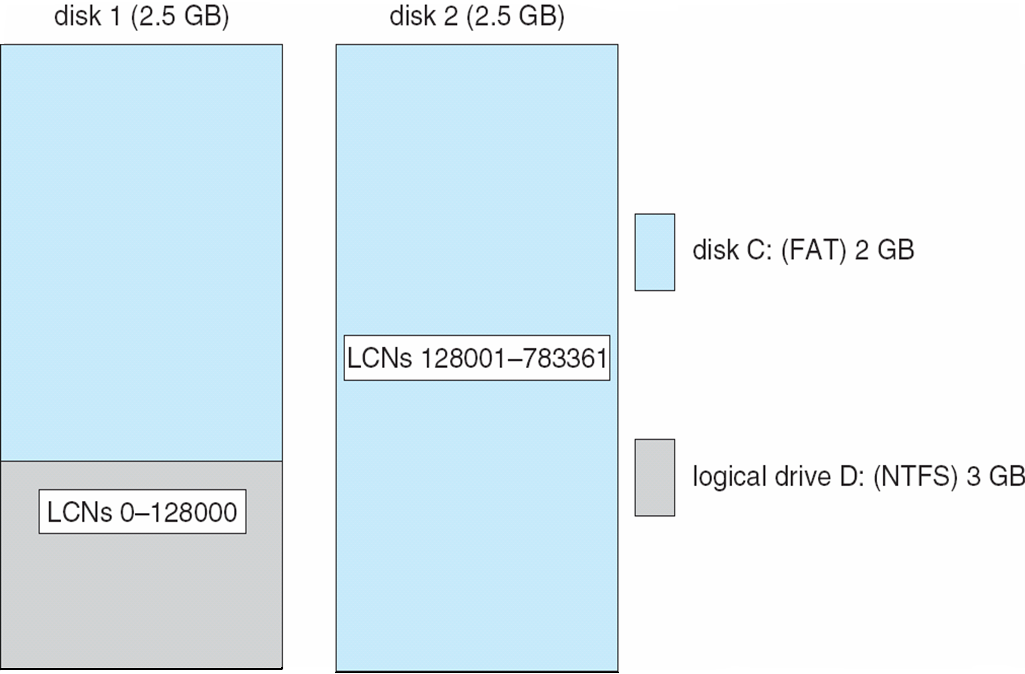 disk 1 (2.5 GB)
disk 2 (2.5 GB)
disk C: (FAT) 2 GB
LCNs 128001–783361
logical drive D: (NTFS) 3 GB
LCNs 0–128000